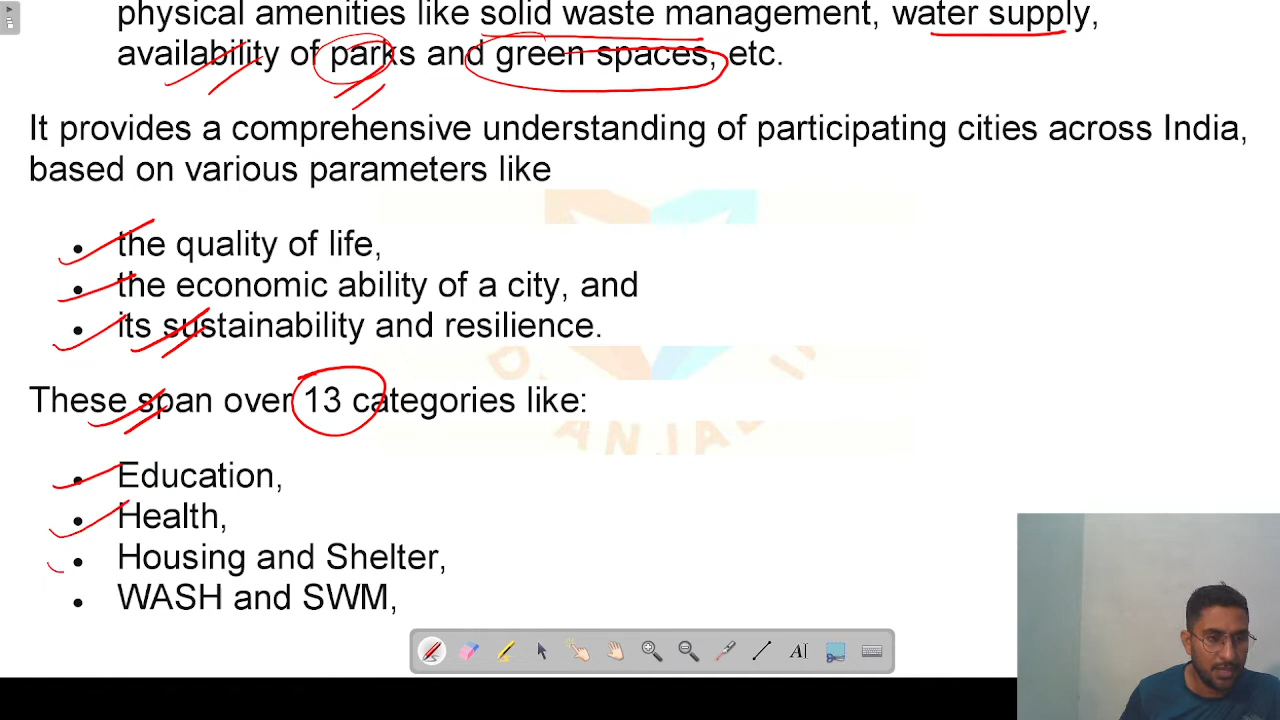 physical amenities like solid waste management, water supply,
availability of parks and green spaces, etc.
It provides a comprehensive understanding of participating cities across India,
based on various parameters like
• the quality of life,
• the economic ability of a city, and
• its sustainability and resilience.
These span over 13 categories like:
• Education,
• Health,
• Housing and Shelter,
• WASH and SWM,